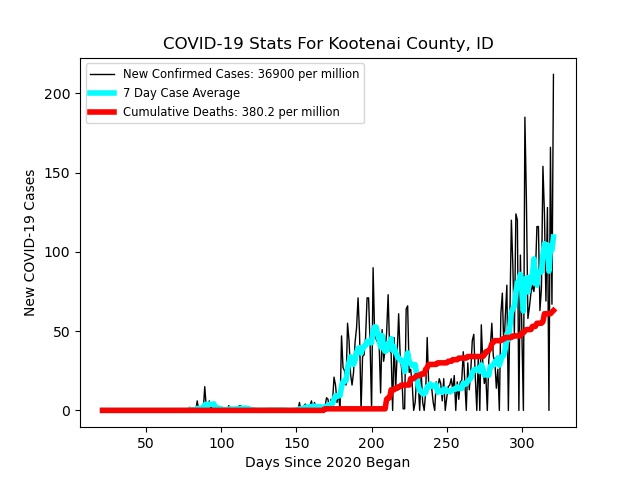 COVID-19 Stats For Kootenai County, ID
New Confirmed Cases: 36900 per million
7 Day Case Average
Cumulative Deaths: 380.2 per million
New COVID-19 Cases
200
150
100
50
0
50 100 150 200 250 300
Days Since 2020 Began